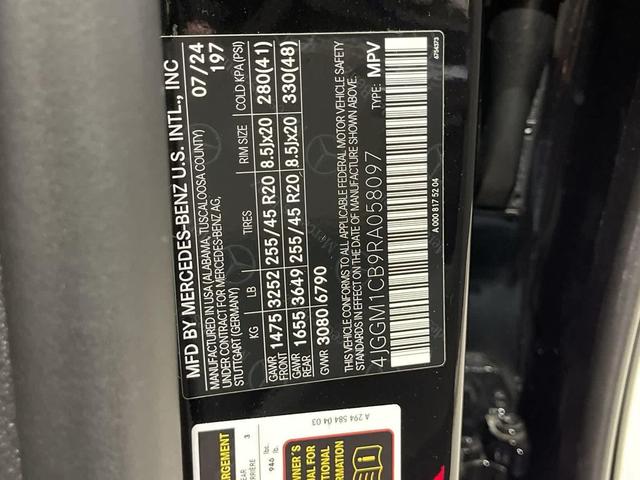 MFD BY MERCEDES-BENZ U.S. INTL., INC
MANUFACTURED IN USA (ALABAMA, TUSCALOOSA COUNTY)
UNDER CONTRACT FOR MERCEDES-BENZ AG,
STUTTGART (GERMANY)
07/24
197
KG LB TIRES RIM SIZE COLD KPA (PSI)
GAWR FRONT 1475 3252 255/45 R20 8.5Jx20 280(41)
GAWR REAR 1655 3649 255/45 R20 8.5Jx20 330(48)
GVWR 3080 6790
THIS VEHICLE CONFORMS TO ALL APPLICABLE FEDERAL MOTOR VEHICLE SAFETY
STANDARDS IN EFFECT ON THE DATE OF MANUFACTURE SHOWN ABOVE.
4JGGM1CB9RA058097 TYPE: MPV
A 000 817 52 04
A 294 584 04 03